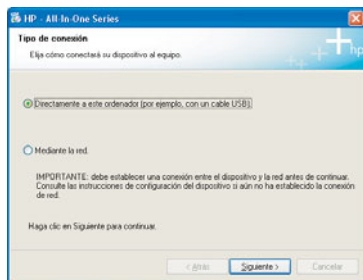 HP - All-In-One Series
Tipo de conexión
Elija cómo conectará su dispositivo al equipo.
hp
Directamente a este ordenador (por ejemplo, con un cable USB).
Mediante la red.
IMPORTANTE: debe establecer una conexión entre el dispositivo y la red antes de continuar.
Consulte las instrucciones de configuración del dispositivo si aún no ha establecido la conexión
de red.
Haga clic en Siguiente para continuar.
< Atrás Siguiente > Cancelar